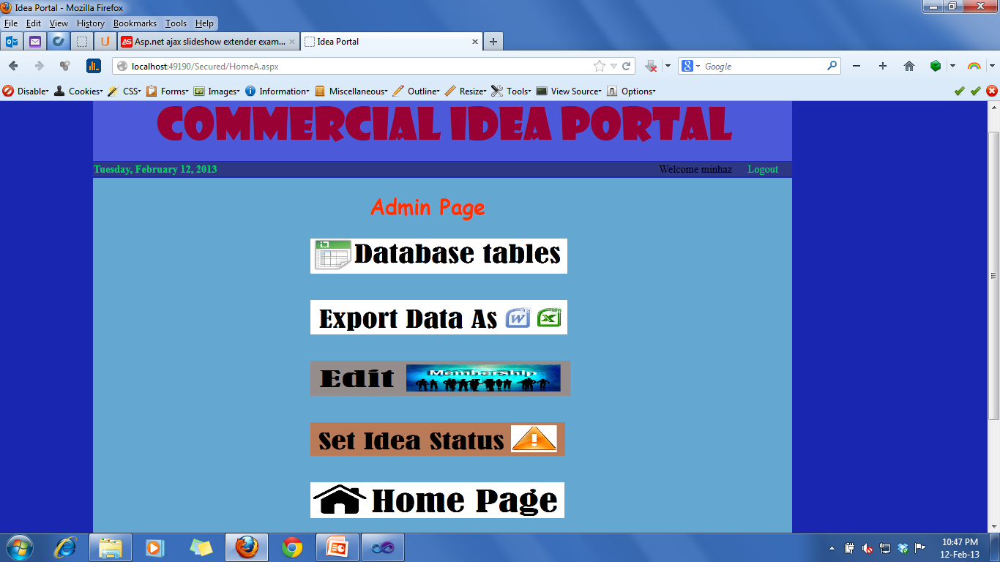 Idea Portal - Mozilla Firefox
File Edit View History Bookmarks Tools Help
Asp.net ajax slideshow extender exam... Idea Portal
localhost:49190/Secured/HomeA.aspx Google
Disable Cookies CSS Forms Images Information Miscellaneous Outline Resize Tools View Source Options
COMMERCIAL IDEA PORTAL
Tuesday, February 12, 2013 Welcome minhaz Logout
Admin Page
Database tables
Export Data As
Edit Membership
Set Idea Status
Home Page
10:47 PM
12-Feb-13